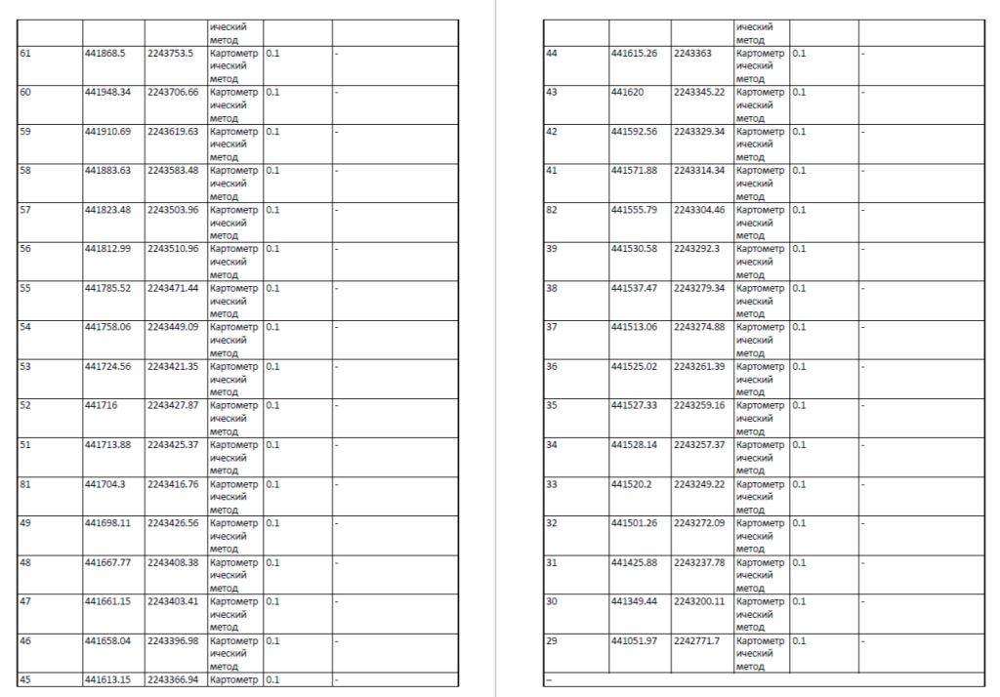 ический
метод
61 441868.5 2243753.5 Картометр 0.1 -
ический
метод
60 441948.34 2243706.66 Картометр 0.1 -
ический
метод
59 441910.69 2243619.63 Картометр 0.1 -
ический
метод
58 441883.63 2243583.48 Картометр 0.1 -
ический
метод
57 441823.48 2243503.96 Картометр 0.1 -
ический
метод
56 441812.99 2243510.96 Картометр 0.1 -
ический
метод
55 441785.52 2243471.44 Картометр 0.1 -
ический
метод
54 441758.06 2243449.09 Картометр 0.1 -
ический
метод
53 441724.56 2243421.35 Картометр 0.1 -
ический
метод
52 441716 2243427.87 Картометр 0.1 -
ический
метод
51 441713.88 2243425.37 Картометр 0.1 -
ический
метод
81 441704.3 2243416.76 Картометр 0.1 -
ический
метод
49 441698.11 2243426.56 Картометр 0.1 -
ический
метод
48 441667.77 2243408.38 Картометр 0.1 -
ический
метод
47 441661.15 2243403.41 Картометр 0.1 -
ический
метод
46 441658.04 2243396.98 Картометр 0.1 -
ический
метод
45 441613.15 2243366.94 Картометр 0.1 -
ический
метод
44 441615.26 2243363 Картометр 0.1 -
ический
метод
43 441620 2243345.22 Картометр 0.1 -
ический
метод
42 441592.56 2243329.34 Картометр 0.1 -
ический
метод
41 441571.88 2243314.34 Картометр 0.1 -
ический
метод
82 441555.79 2243304.46 Картометр 0.1 -
ический
метод
39 441530.58 2243292.3 Картометр 0.1 -
ический
метод
38 441537.47 2243279.34 Картометр 0.1 -
ический
метод
37 441513.06 2243274.88 Картометр 0.1 -
ический
метод
36 441525.02 2243261.39 Картометр 0.1 -
ический
метод
35 441527.33 2243259.16 Картометр 0.1 -
ический
метод
34 441528.14 2243257.37 Картометр 0.1 -
ический
метод
33 441520.2 2243249.22 Картометр 0.1 -
ический
метод
32 441501.26 2243272.09 Картометр 0.1 -
ический
метод
31 441425.88 2243237.78 Картометр 0.1 -
ический
метод
30 441349.44 2243200.11 Картометр 0.1 -
ический
метод
29 441051.97 2242771.7 Картометр 0.1 -
ический
метод
–